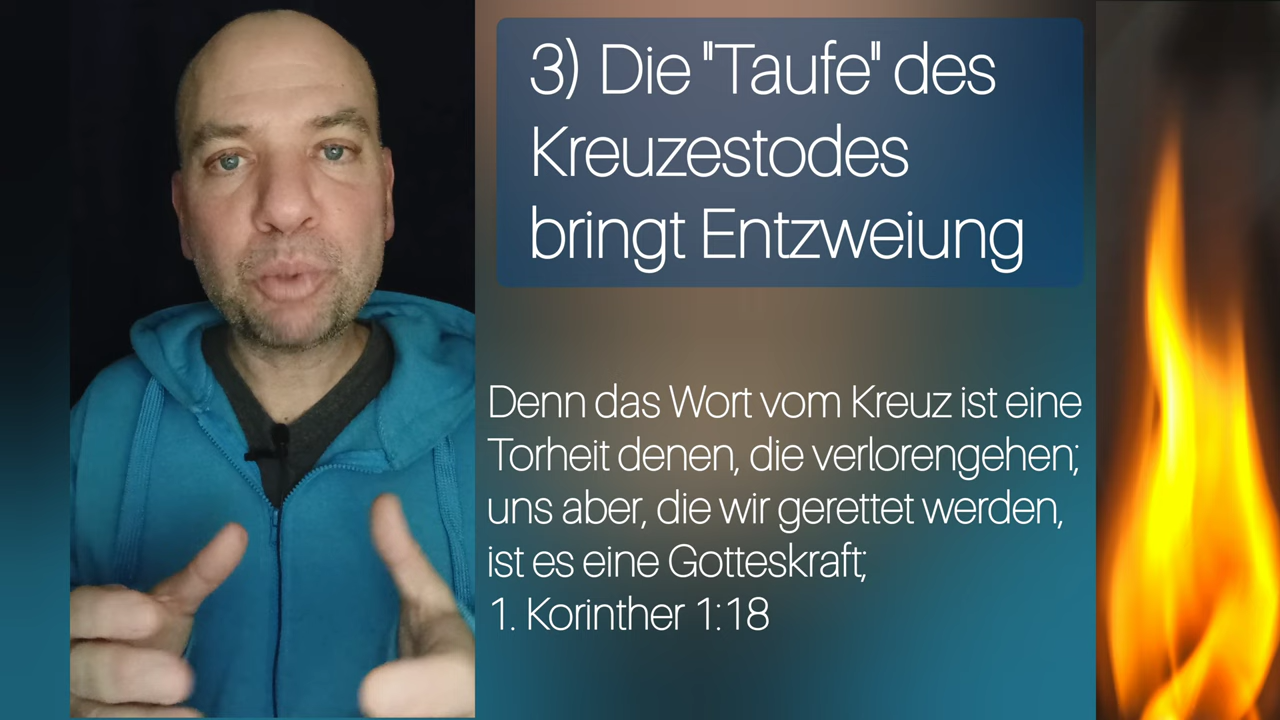 3) Die "Taufe" des
Kreuzestodes
bringt Entzweiung
Denn das Wort vom Kreuz ist eine
Torheit denen, die verlorengehen;
uns aber, die wir gerettet werden,
ist es eine Gotteskraft;
1. Korinther 1:18